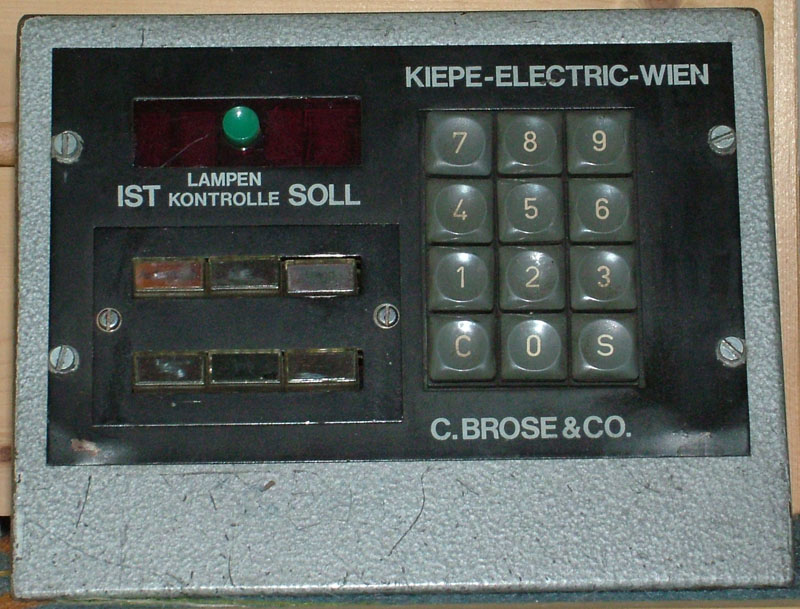 KIEPE-ELECTRIC-WIEN
LAMPEN
IST KONTROLLE SOLL
7 8 9
4 5 6
1 2 3
C 0 S
C. BROSE & CO.